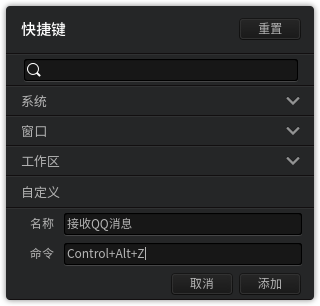 快捷键
重置
系统
窗口
工作区
自定义
名称 接收QQ消息
命令 Control+Alt+Z
取消 添加